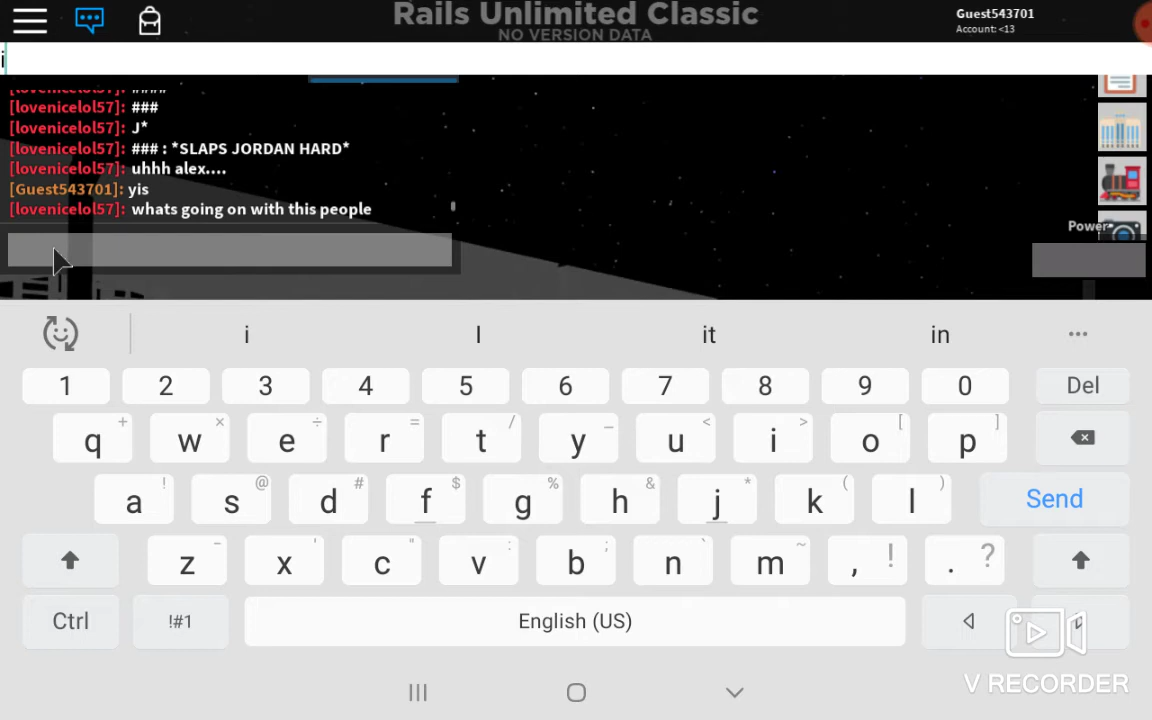 Rails Unlimited Classic
NO VERSION DATA
Guest543701
Account: <13
i
[lovenicelol57]: ####
[lovenicelol57]: ###
[lovenicelol57]: J*
[lovenicelol57]: ### : *SLAPS JORDAN HARD*
[lovenicelol57]: uhhh alex....
[Guest543701]: yis
[lovenicelol57]: whats going on with this people
Power
i I it in
1 2 3 4 5 6 7 8 9 0 Del
+ × ÷ = / _ < > [ ]
q w e r t y u i o p
! @ # $ % & * ( )
a s d f g h j k l Send
- ' " : ; ` ~ ! ?
z x c v b n m , .
Ctrl !#1 English (US)
V RECORDER